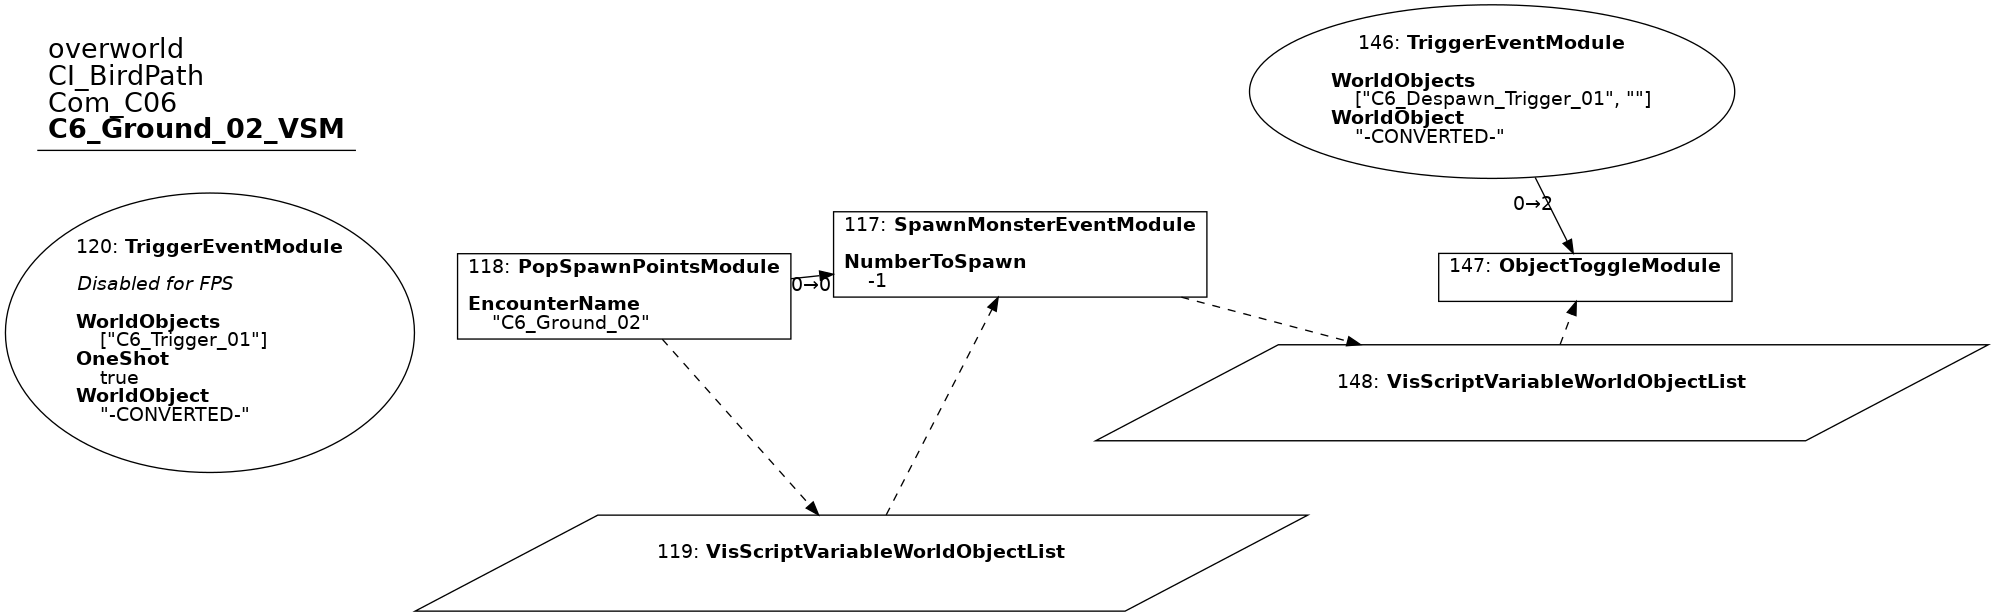 overworld
CI_BirdPath
Com_C06
C6_Ground_02_VSM
146: TriggerEventModule
WorldObjects
["C6_Despawn_Trigger_01", ""]
WorldObject
"-CONVERTED-"
0→2
120: TriggerEventModule
Disabled for FPS
WorldObjects
["C6_Trigger_01"]
OneShot
true
WorldObject
"-CONVERTED-"
118: PopSpawnPointsModule
EncounterName
"C6_Ground_02"
0→0
117: SpawnMonsterEventModule
NumberToSpawn
-1
147: ObjectToggleModule
148: VisScriptVariableWorldObjectList
119: VisScriptVariableWorldObjectList